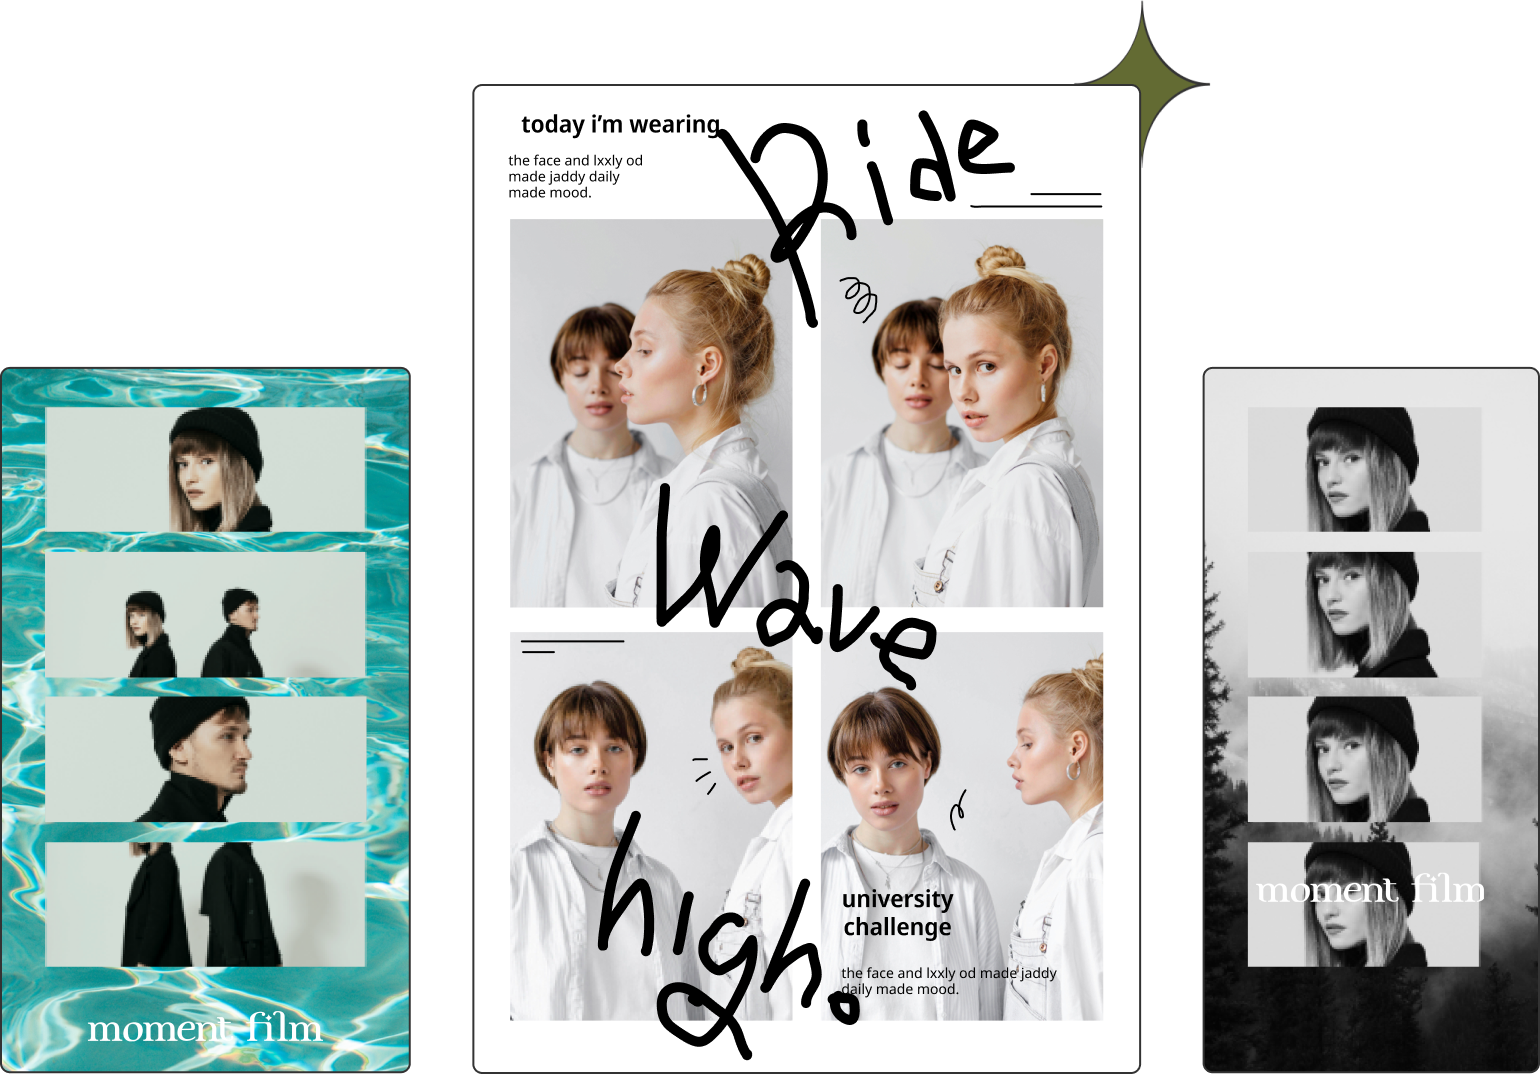 today i’m wearing
the face and lxxly od
made jaddy daily
made mood.
Ride
Wave
high.
university
challenge
the face and lxxly od made jaddy
daily made mood.
moment film
moment film